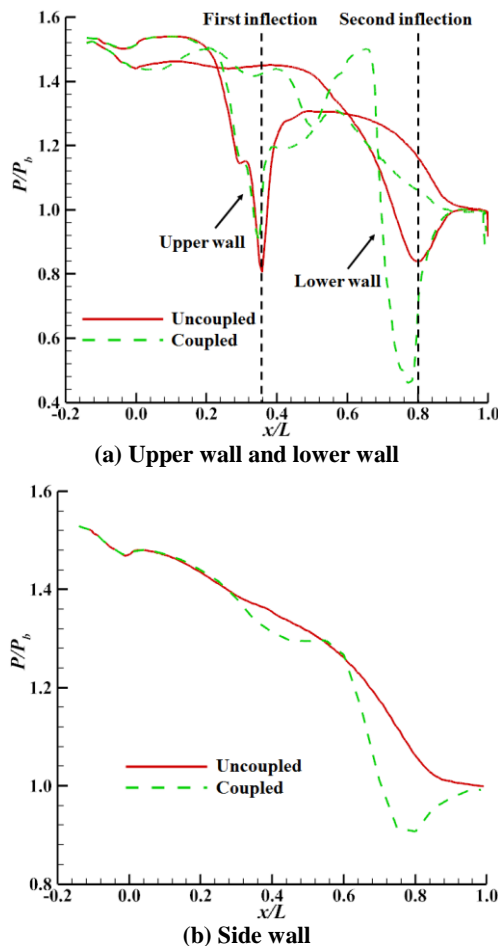 First inflection Second inflection
1.6
1.4
1.2
1.0
0.8
0.6
0.4
P/P_b
Upper wall
Lower wall
Uncoupled
Coupled
-0.2 0.0 0.2 0.4 0.6 0.8 1.0
x/L
(a) Upper wall and lower wall
1.6
1.4
1.2
1.0
0.8
P/P_b
Uncoupled
Coupled
-0.2 0.0 0.2 0.4 0.6 0.8 1.0
x/L
(b) Side wall